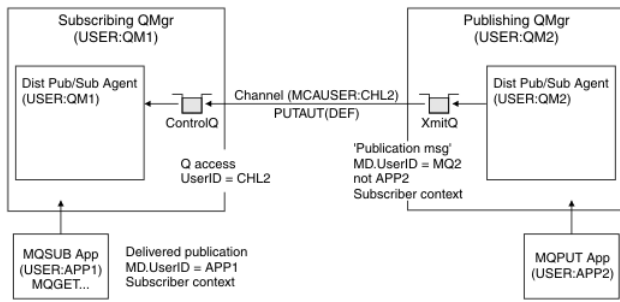 Subscribing QMgr
(USER:QM1)
Publishing QMgr
(USER:QM2)
Dist Pub/Sub Agent
(USER:QM1)
ControlQ
Channel (MCAUSER:CHL2)
PUTAUT(DEF)
XmitQ
Dist Pub/Sub Agent
(USER:QM2)
Q access
UserID = CHL2
'Publication msg'
MD.UserID = MQ2
not APP2
Subscriber context
MQSUB App
(USER:APP1)
MQGET...
Delivered publication
MD.UserID = APP1
Subscriber context
MQPUT App
(USER:APP2)